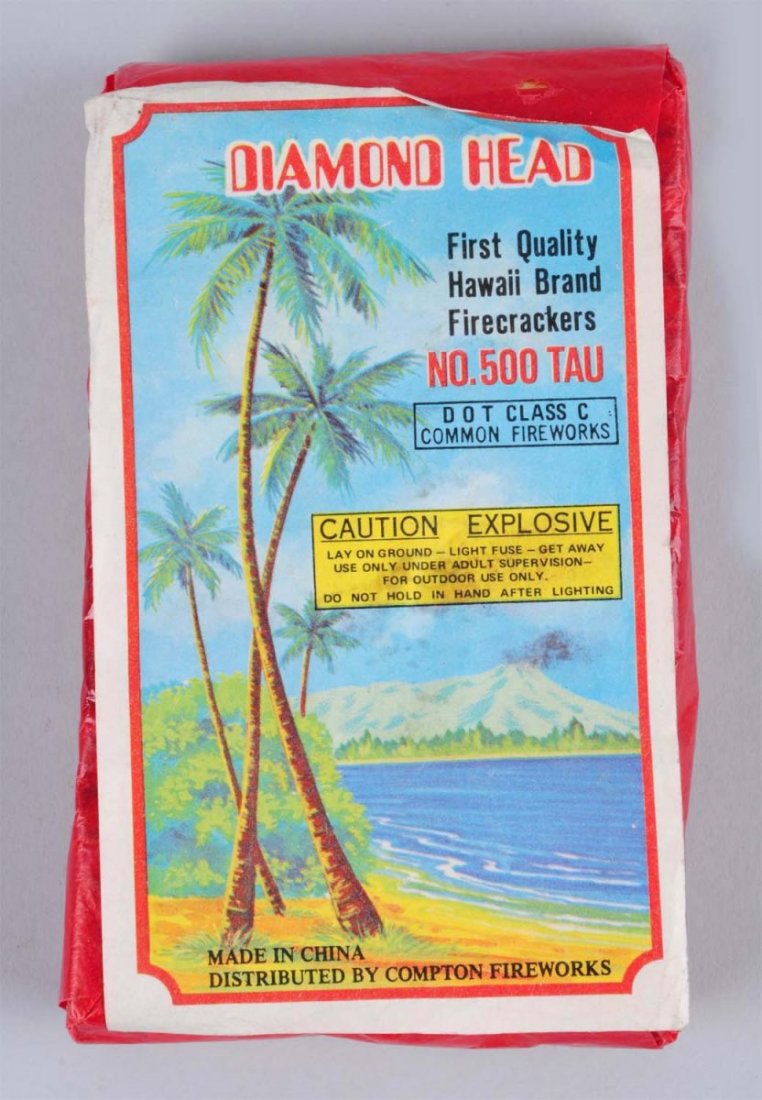 DIAMOND HEAD
First Quality
Hawaii Brand
Firecrackers
NO.500 TAU
DOT CLASS C
COMMON FIREWORKS
CAUTION EXPLOSIVE
LAY ON GROUND – LIGHT FUSE – GET AWAY
USE ONLY UNDER ADULT SUPERVISION–
FOR OUTDOOR USE ONLY.
DO NOT HOLD IN HAND AFTER LIGHTING
MADE IN CHINA
DISTRIBUTED BY COMPTON FIREWORKS